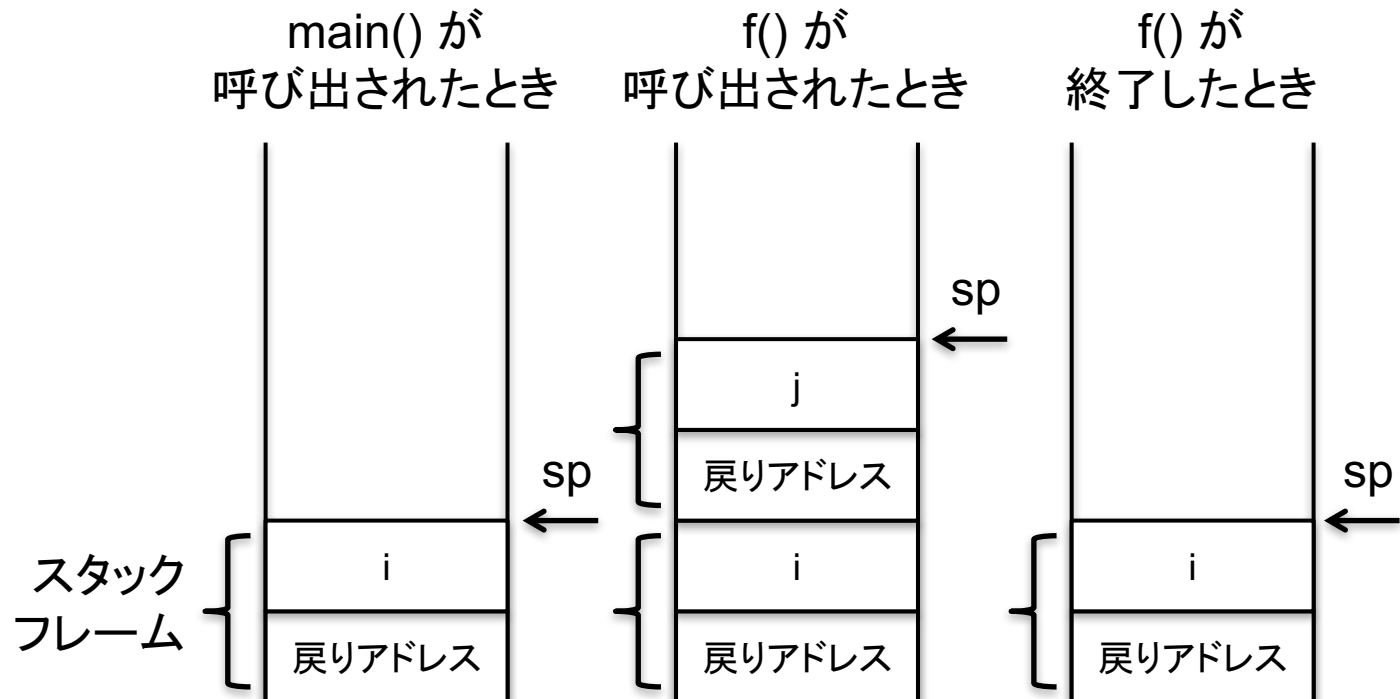 main() が
呼び出されたとき
f() が
呼び出されたとき
f() が
終了したとき
sp
j
戻りアドレス
sp
sp
スタック
フレーム
i
戻りアドレス
i
戻りアドレス
i
戻りアドレス